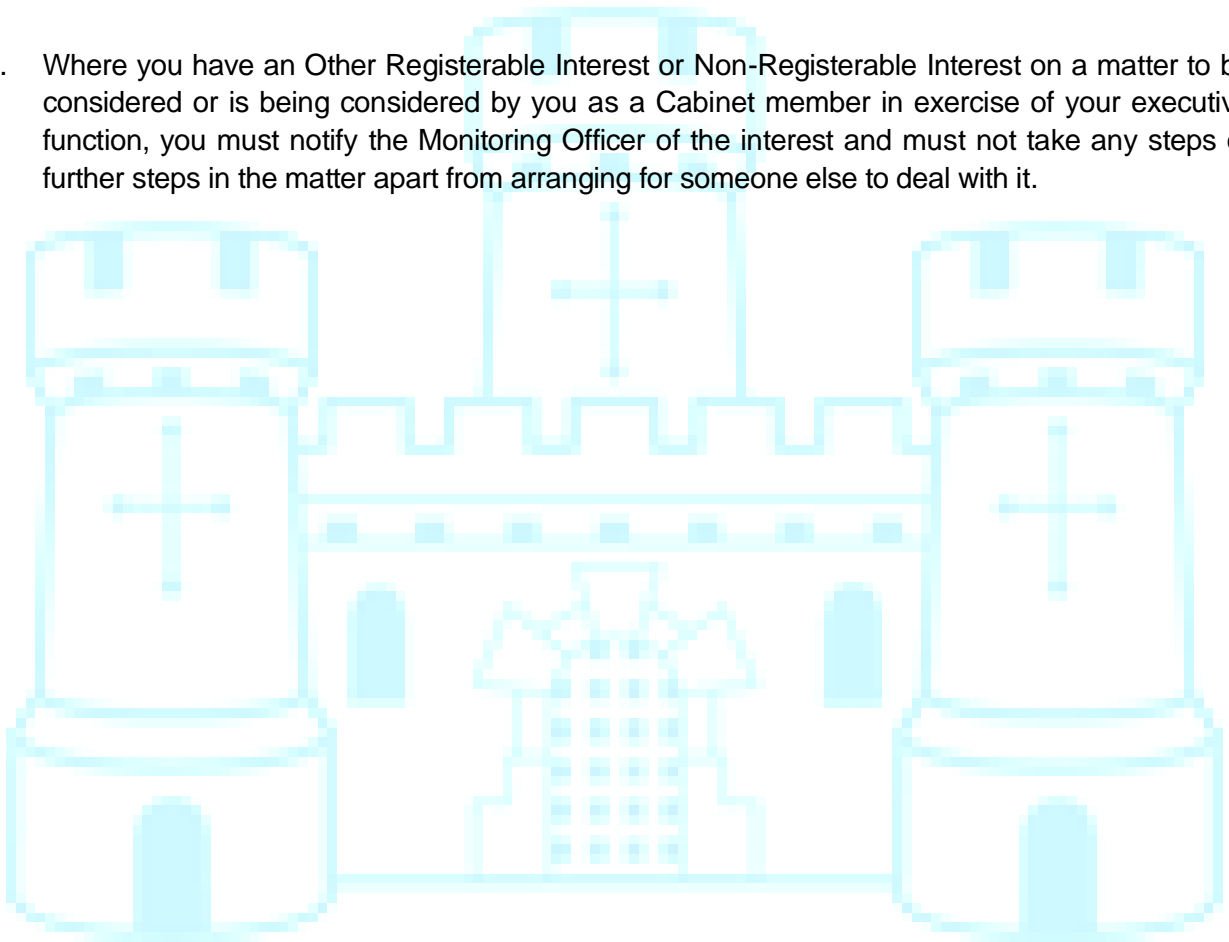 . Where you have an Other Registerable Interest or Non-Registerable Interest on a matter to b
considered or is being considered by you as a Cabinet member in exercise of your executiv
function, you must notify the Monitoring Officer of the interest and must not take any steps
further steps in the matter apart from arranging for someone else to deal with it.